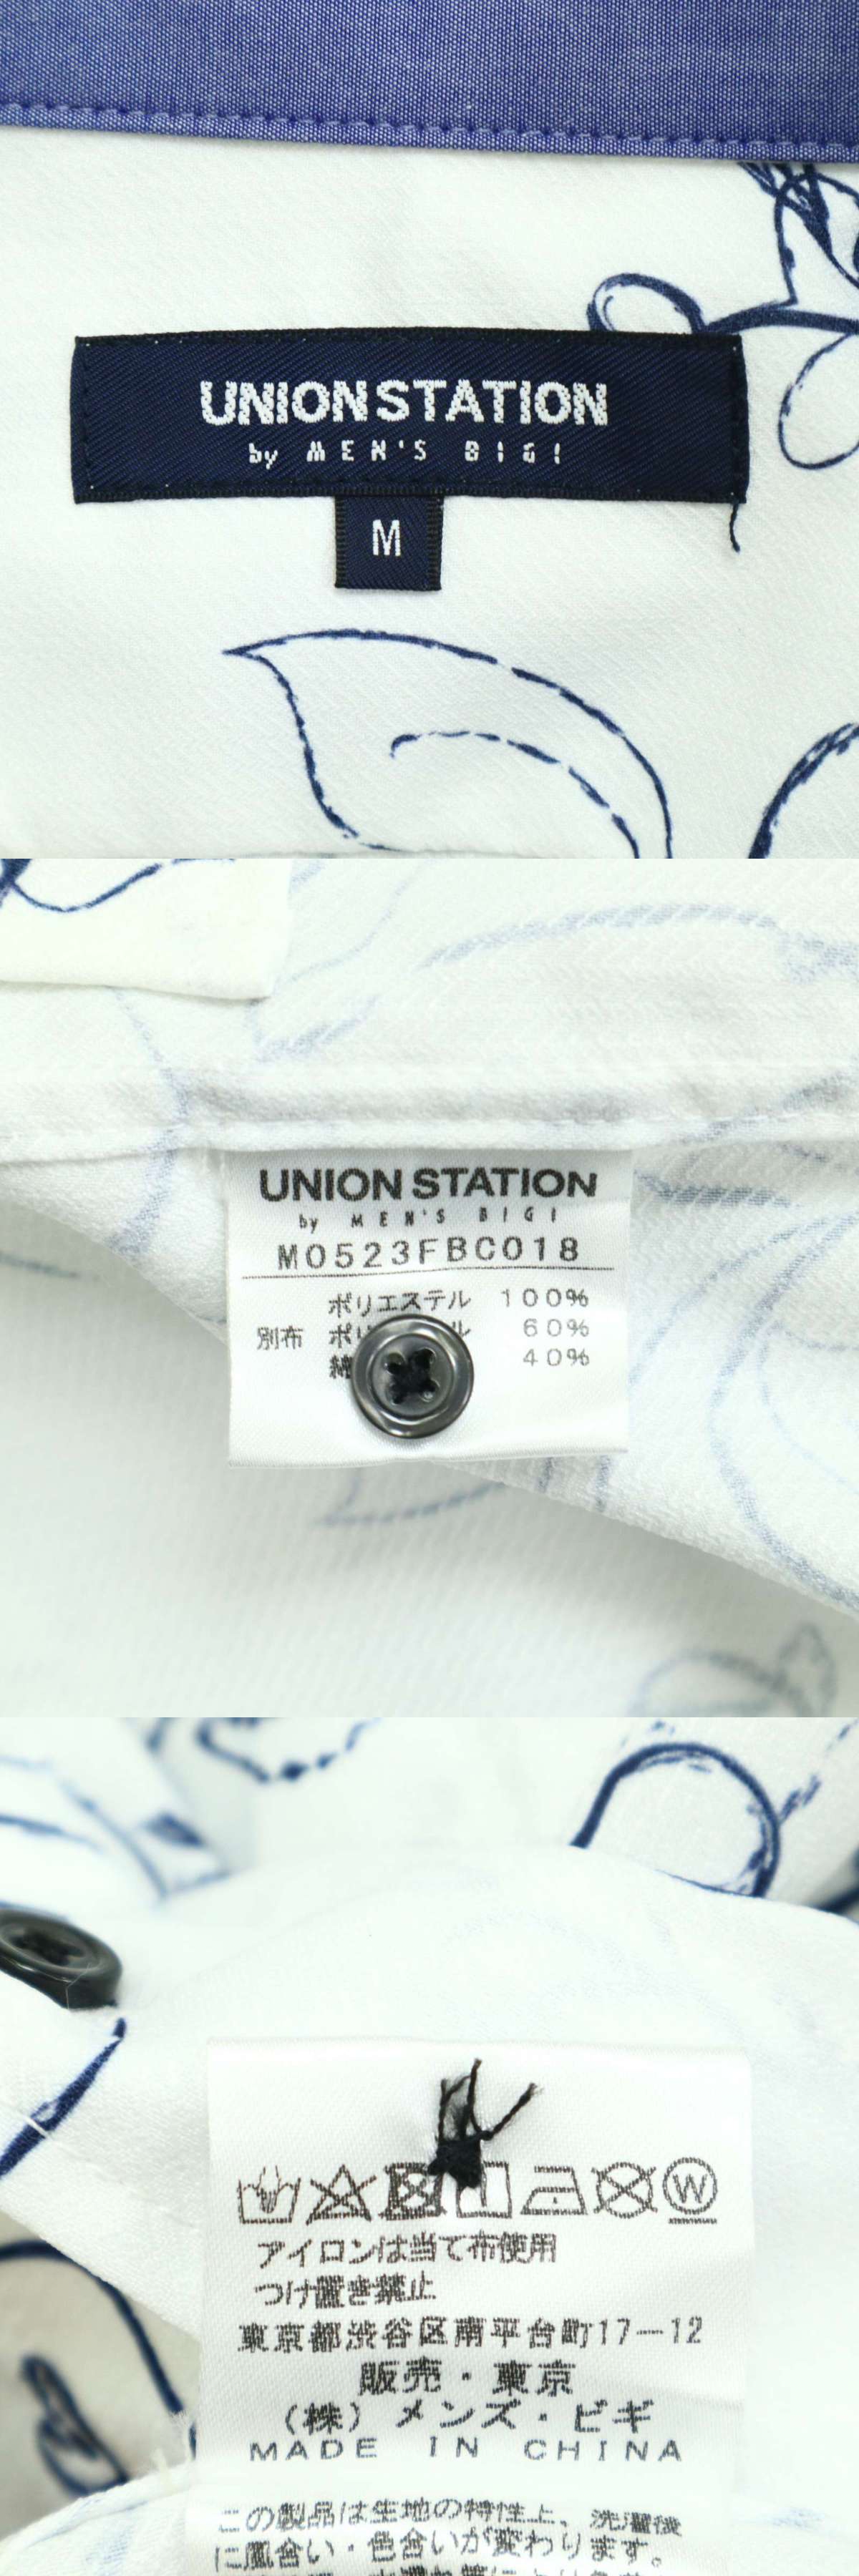 UNION STATION
by MEN'S BIGI
M
UNION STATION
by MEN'S BIGI
M0523FBC018
ポリエステル 100%
別布 ポリ ル 60%
綿 40%
W
アイロンは当て布使用
つけ置き禁止
東京都渋谷区南平台町17-12
販売・東京
(株)メンズ・ビギ
MADE IN CHINA
この製品は生地の特性上、洗濯後
に風合い・色合いが変わります。